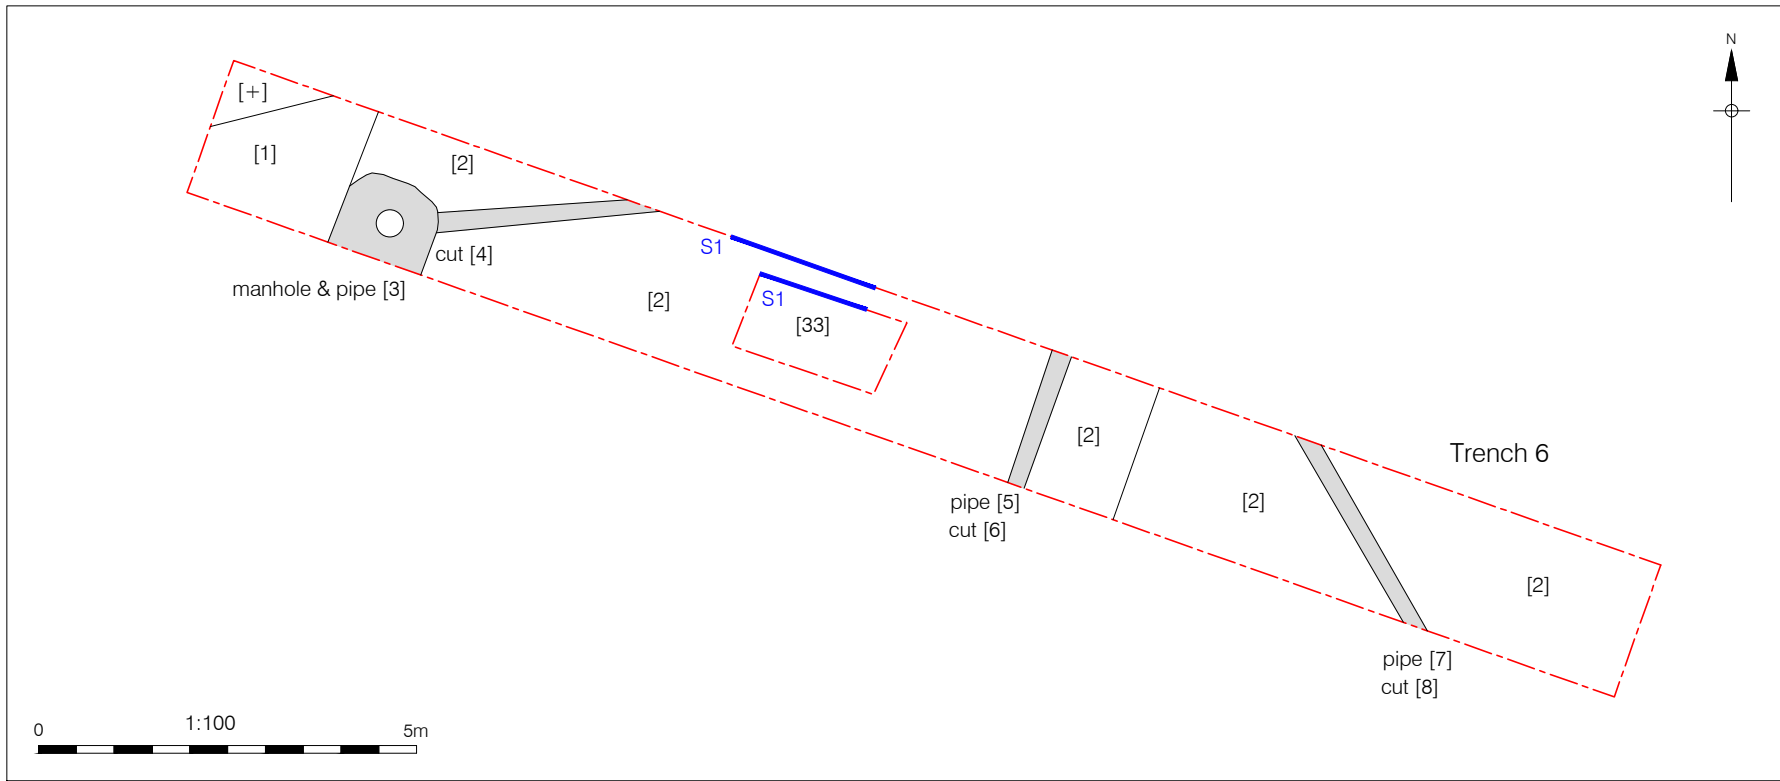 N
[+]
[1]
[2]
cut [4]
manhole & pipe [3]
S1
S1
[2]
[33]
[2]
pipe [5]
cut [6]
[2]
Trench 6
[2]
pipe [7]
cut [8]
0 1:100 5m